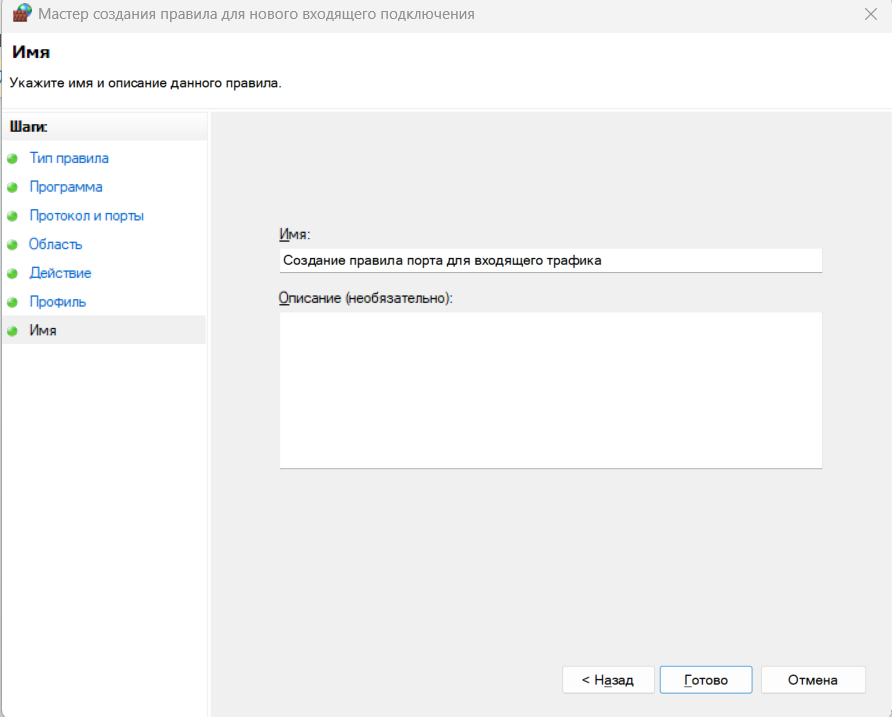 Мастер создания правила для нового входящего подключения
Имя
Укажите имя и описание данного правила.
Шаги:
Тип правила
Программа
Протокол и порты
Область
Действие
Профиль
Имя
Имя:
Создание правила порта для входящего трафика
Описание (необязательно):
< Назад
Готово
Отмена